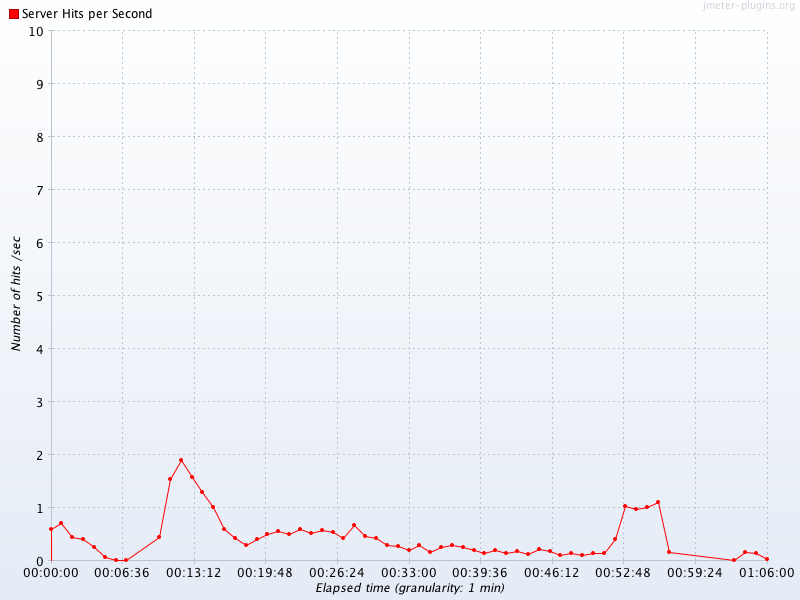 jmeter-plugins.org
Server Hits per Second
10
9
8
7
6
5
4
3
2
1
0
Number of hits /sec
00:00:00 00:06:36 00:13:12 00:19:48 00:26:24 00:33:00 00:39:36 00:46:12 00:52:48 00:59:24 01:06:00
Elapsed time (granularity: 1 min)